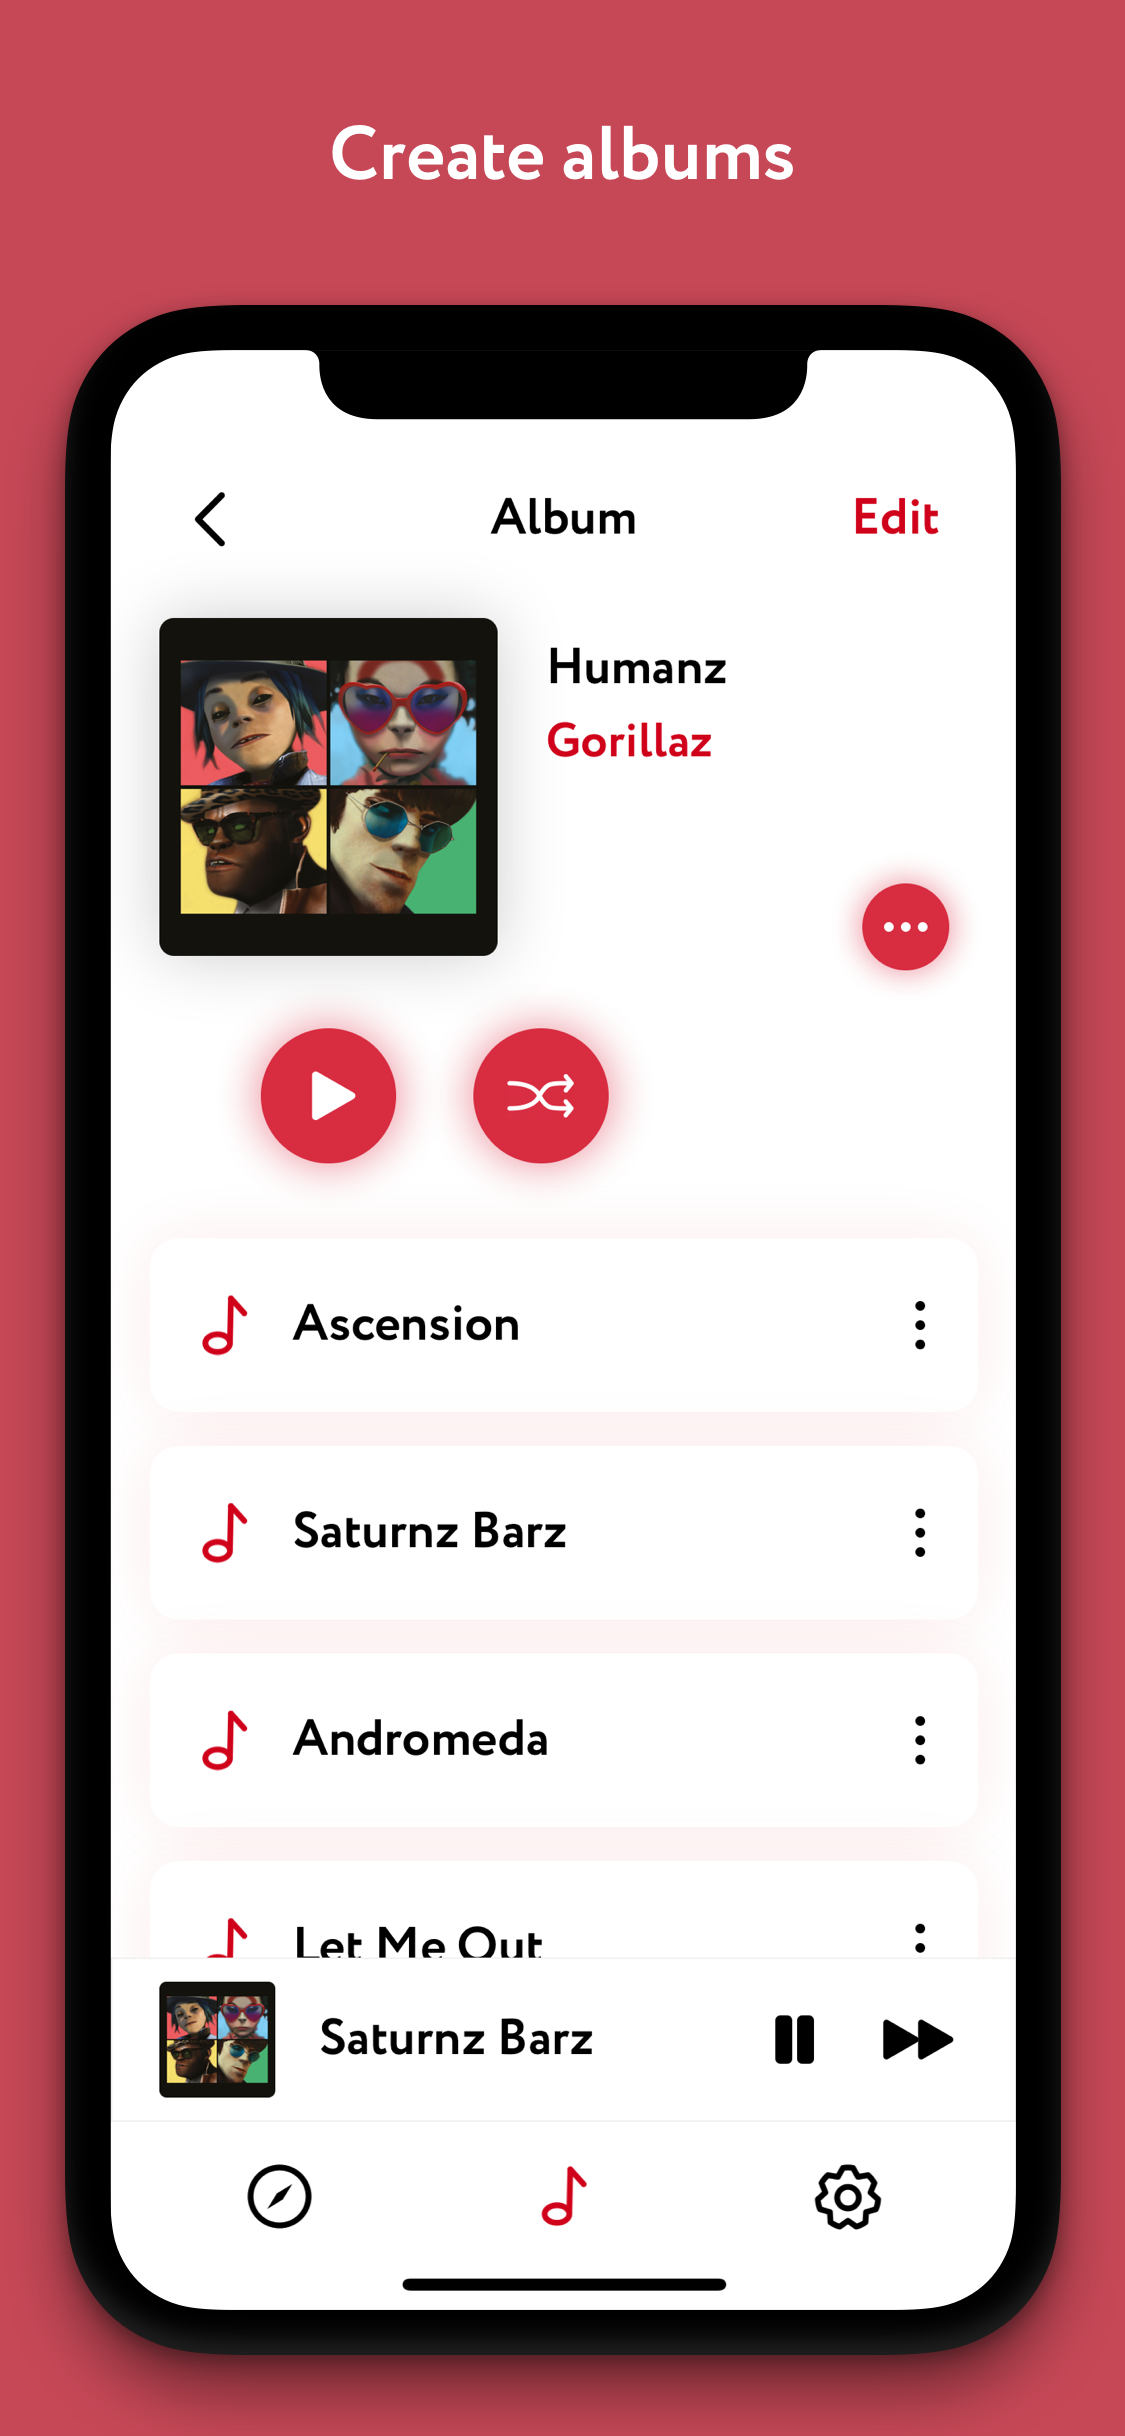 Create albums
Album
Edit
Humanz
Gorillaz
Ascension
Saturnz Barz
Andromeda
Let Me Out
Saturnz Barz